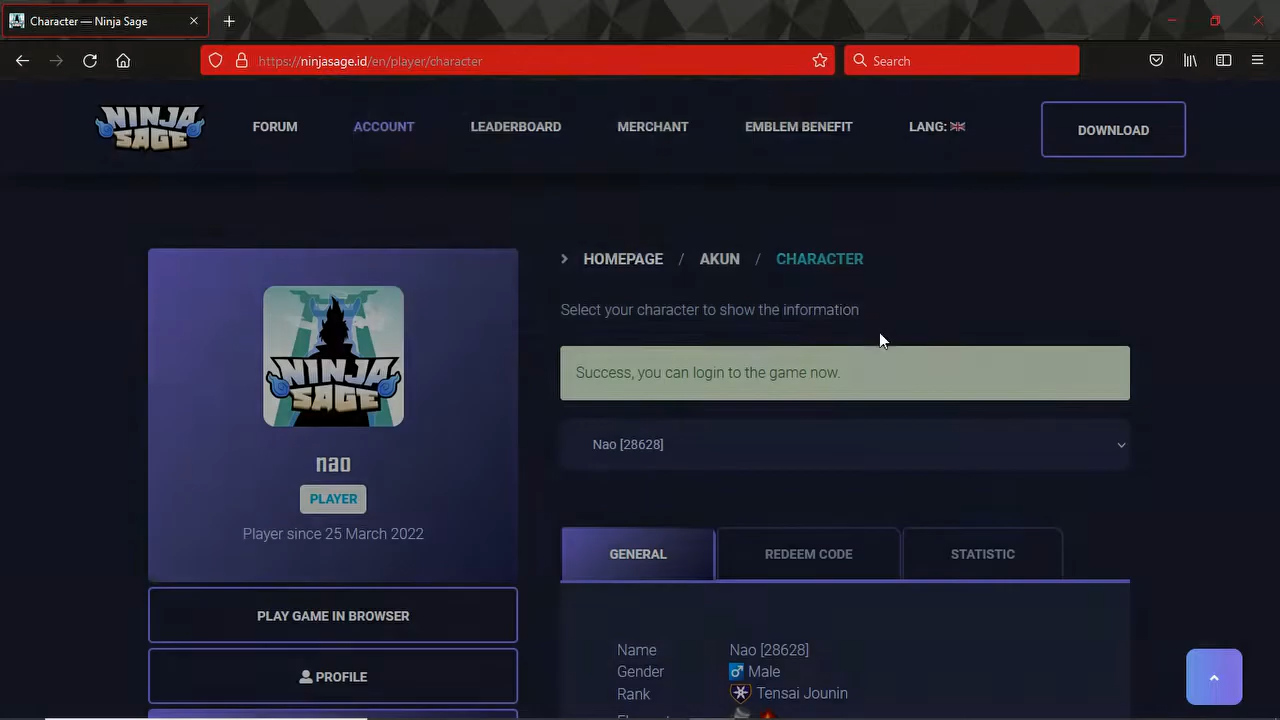 Character — Ninja Sage
https://ninjasage.id/en/player/character
Search
NINJA SAGE
FORUM
ACCOUNT
LEADERBOARD
MERCHANT
EMBLEM BENEFIT
LANG:
DOWNLOAD
NINJA SAGE
nao
PLAYER
Player since 25 March 2022
PLAY GAME IN BROWSER
PROFILE
HOMEPAGE / AKUN / CHARACTER
Select your character to show the information
Success, you can login to the game now.
Nao [28628]
GENERAL
REDEEM CODE
STATISTIC
Name Nao [28628]
Gender Male
Rank Tensai Jounin